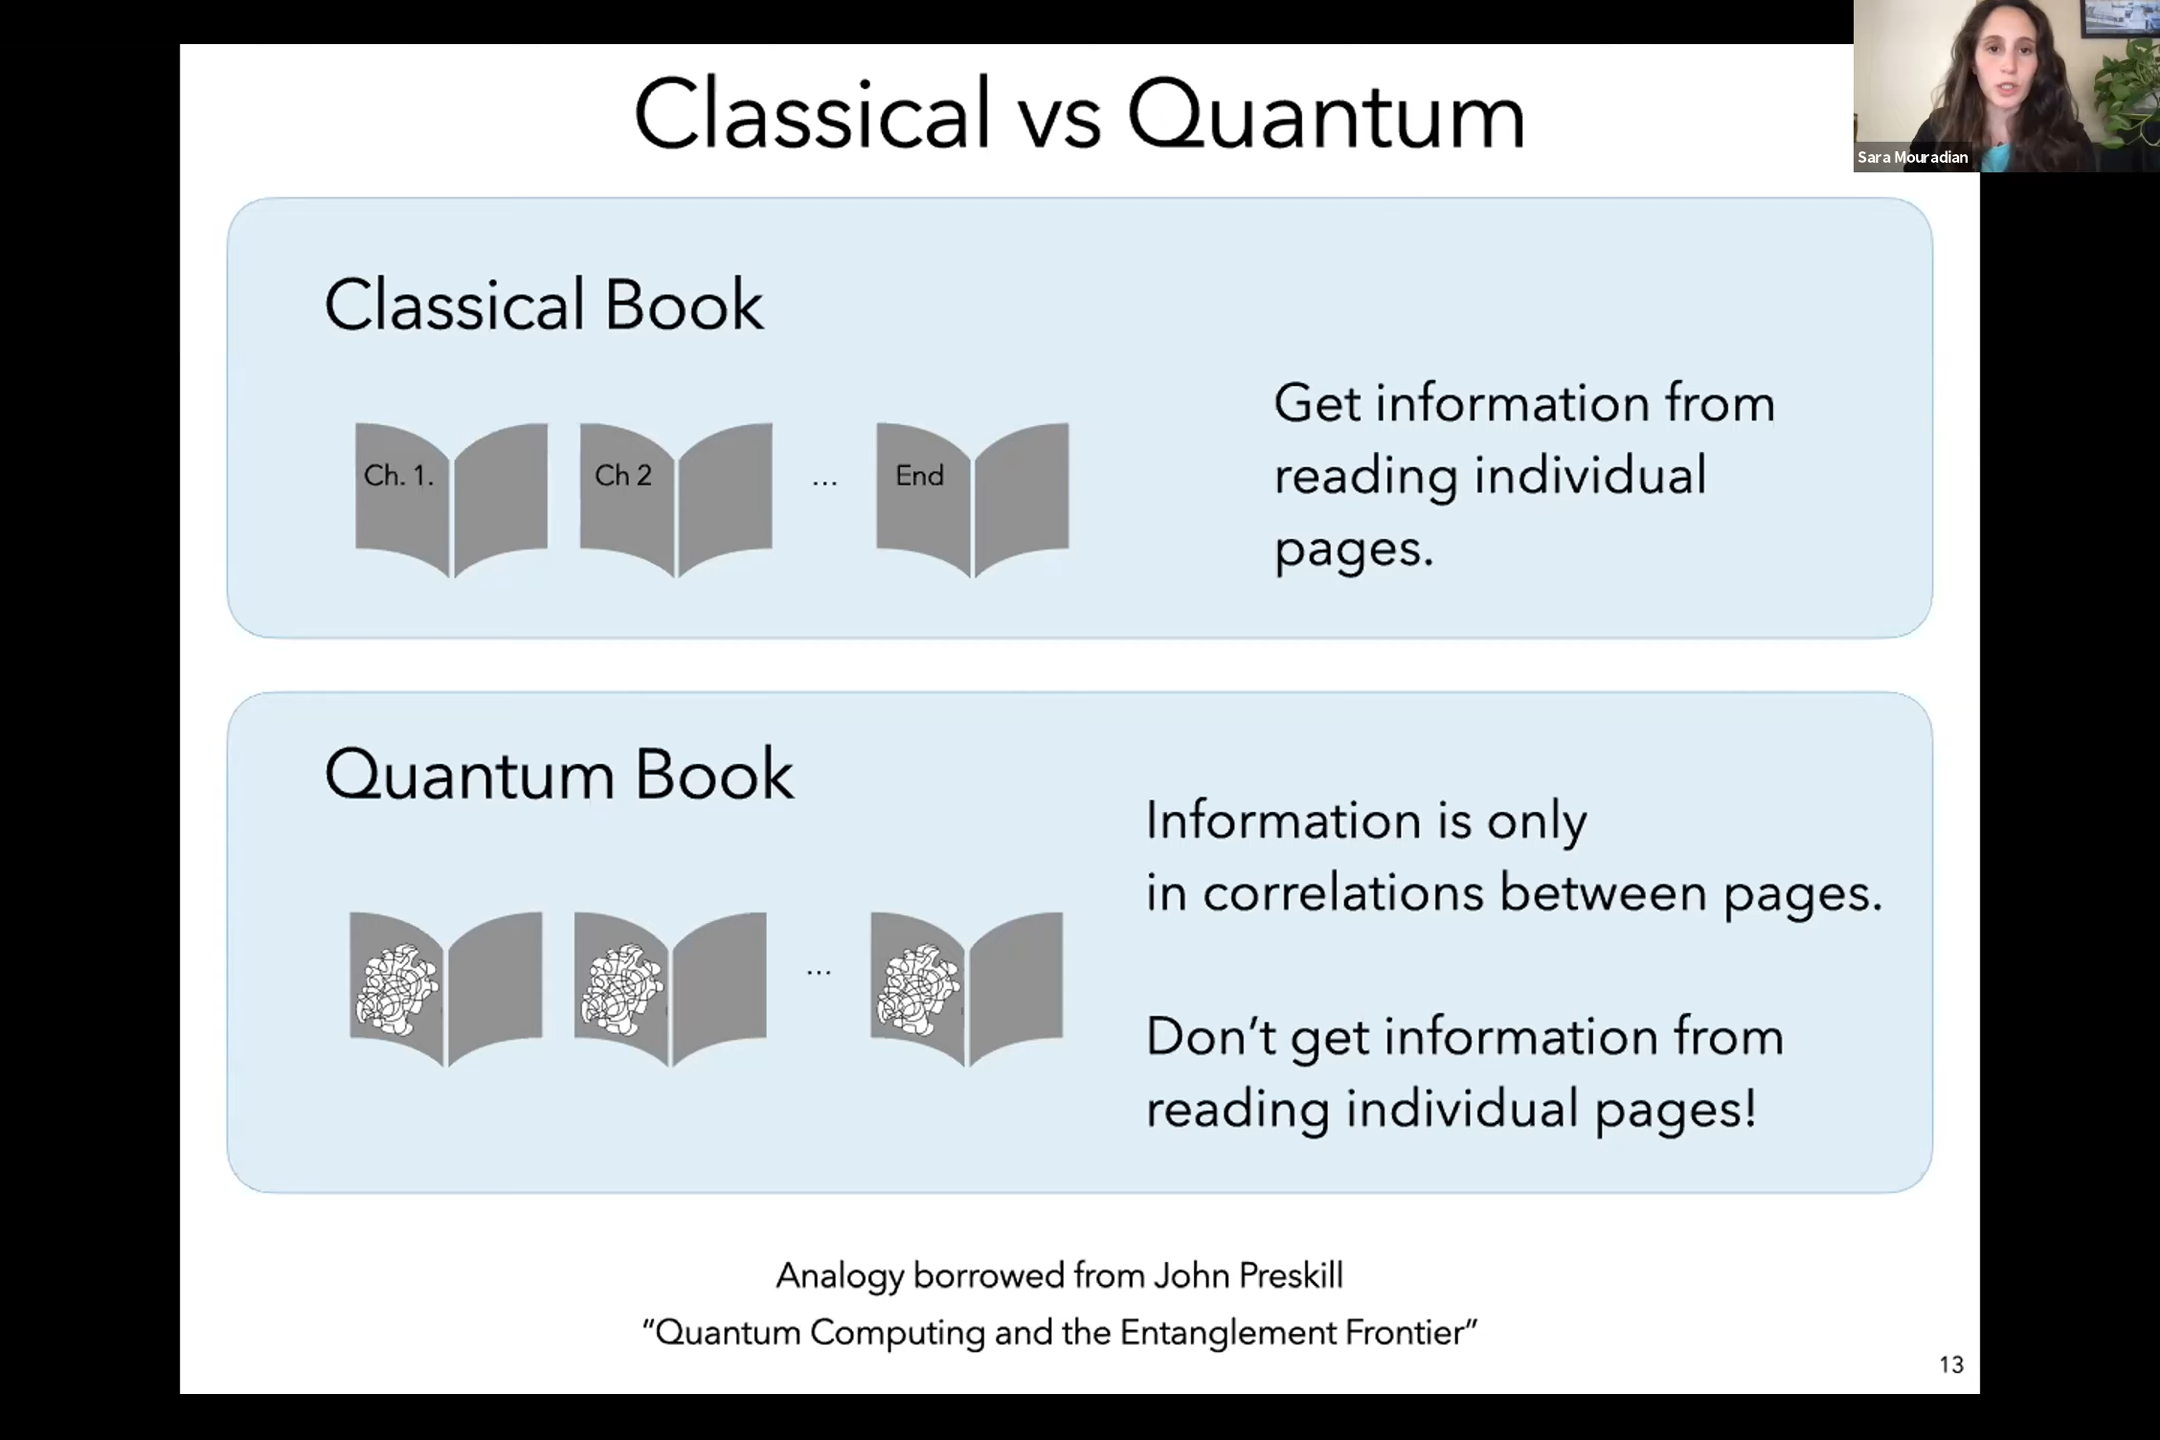 Classical vs Quantum
Sara Mouradian
Classical Book
Ch. 1.
Ch 2
...
End
Get information from
reading individual
pages.
Quantum Book
...
Information is only
in correlations between pages.
Don’t get information from
reading individual pages!
Analogy borrowed from John Preskill
“Quantum Computing and the Entanglement Frontier”
13